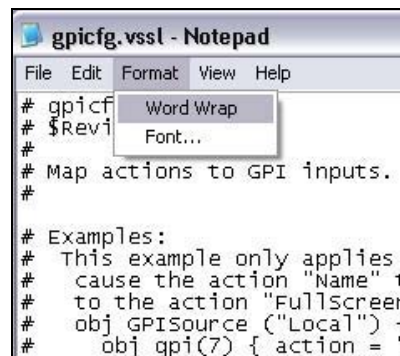 gpicfg.vssl - Notepad
File Edit Format View Help
Word Wrap
Font...
# gpicf
# $Revi
#
# Map actions to GPI inputs.
#
# Examples:
# This example only applies
# cause the action "Name" t
# to the action "FullScreen
# obj GPISource ("Local") {
# obj gpi(7) { action = "